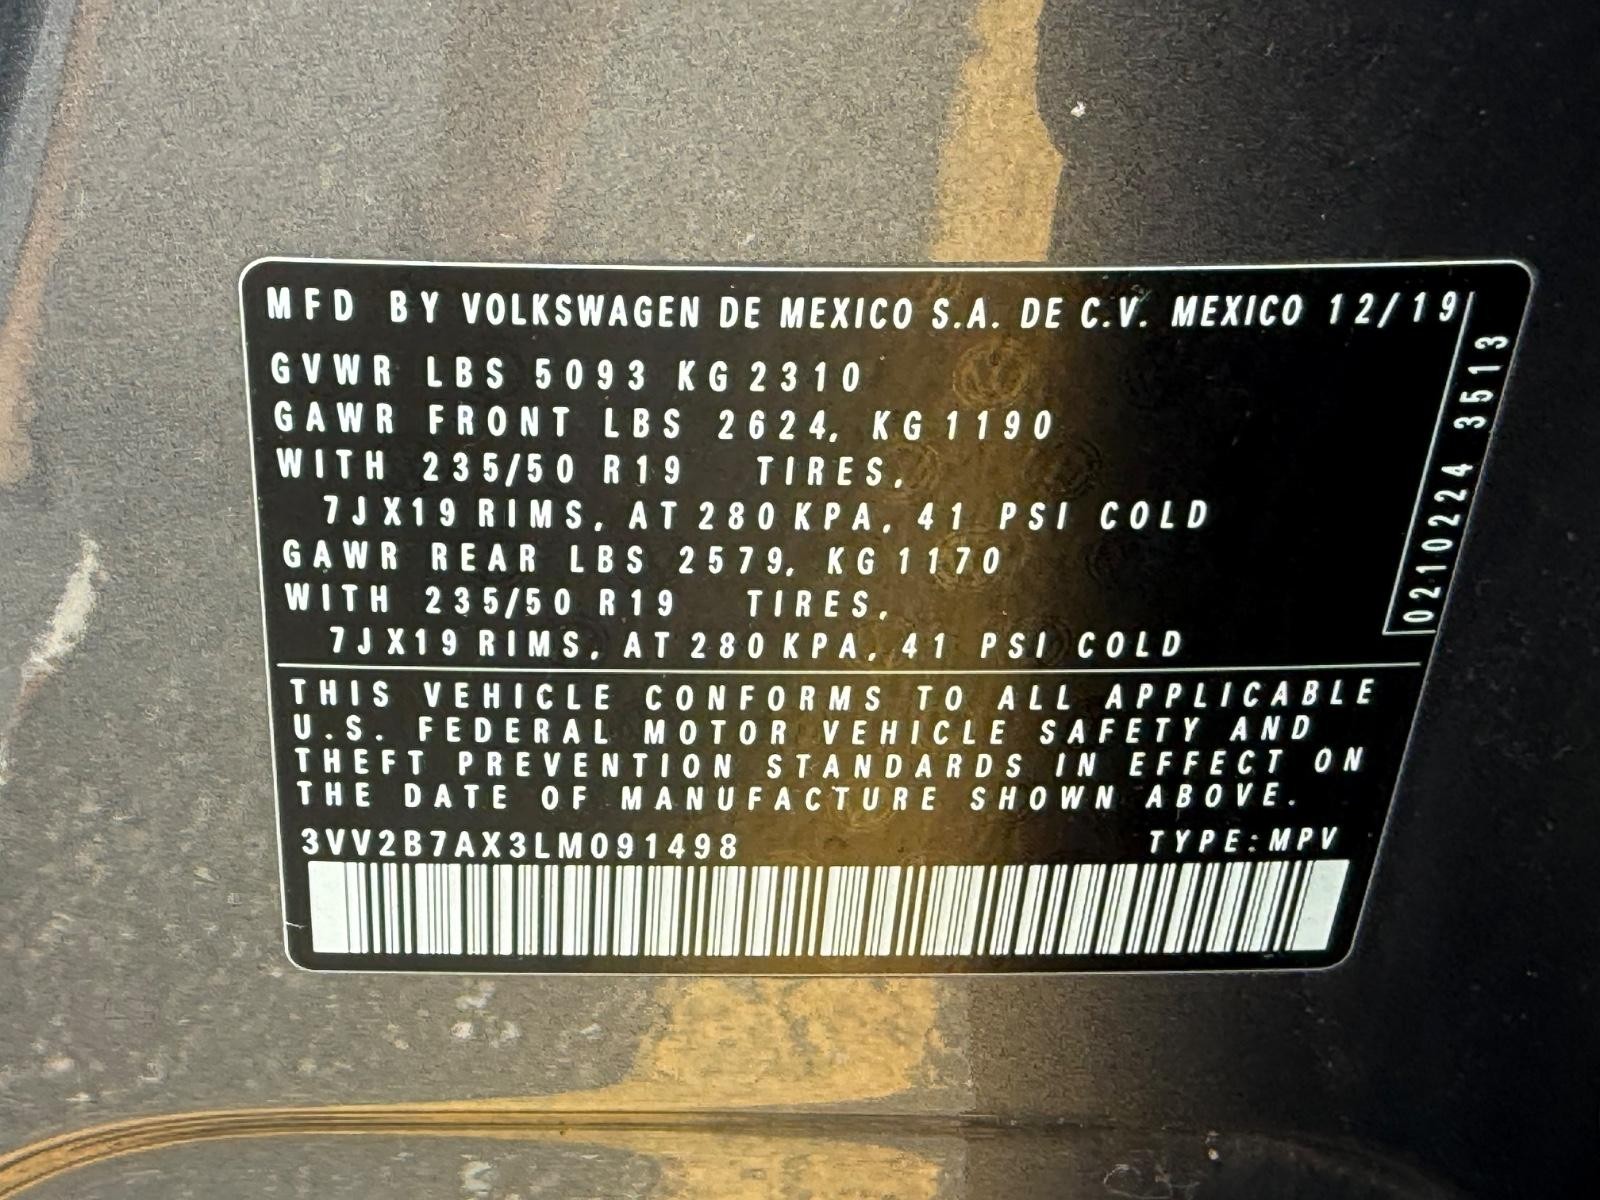 MFD BY VOLKSWAGEN DE MEXICO S.A. DE C.V. MEXICO 12/19
GVWR LBS 5093 KG 2310
GAWR FRONT LBS 2624, KG 1190
WITH 235/50 R19 TIRES,
7JX19 RIMS, AT 280 KPA, 41 PSI COLD
GAWR REAR LBS 2579, KG 1170
WITH 235/50 R19 TIRES,
7JX19 RIMS, AT 280 KPA, 41 PSI COLD
0210224 3513
THIS VEHICLE CONFORMS TO ALL APPLICABLE
U.S. FEDERAL MOTOR VEHICLE SAFETY AND
THEFT PREVENTION STANDARDS IN EFFECT ON
THE DATE OF MANUFACTURE SHOWN ABOVE.
3VV2B7AX3LM091498 TYPE:MPV